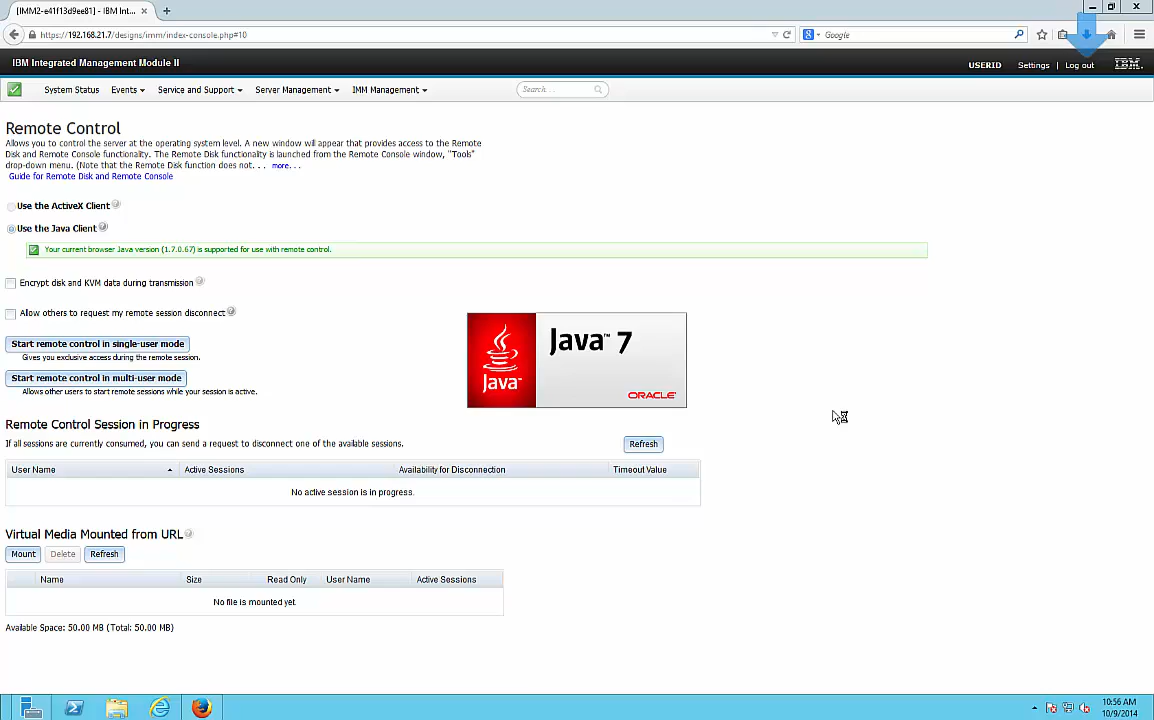 [IMM2-e41f13d9ee81] - IBM Int...
https://192.168.21.7/designs/imm/index-console.php#10
Google
IBM Integrated Management Module II
USERID Settings | Log out IBM.
System Status Events Service and Support Server Management IMM Management Search...
Remote Control
Allows you to control the server at the operating system level. A new window will appear that provides access to the Remote
Disk and Remote Console functionality. The Remote Disk functionality is launched from the Remote Console window, "Tools"
drop-down menu. (Note that the Remote Disk function does not. . . more. . .
Guide for Remote Disk and Remote Console
Use the ActiveX Client
Use the Java Client
Your current browser Java version (1.7.0.67) is supported for use with remote control.
Encrypt disk and KVM data during transmission
Allow others to request my remote session disconnect
Start remote control in single-user mode
Gives you exclusive access during the remote session.
Start remote control in multi-user mode
Allows other users to start remote sessions while your session is active.
Java™ 7
Java™
ORACLE
Remote Control Session in Progress
If all sessions are currently consumed, you can send a request to disconnect one of the available sessions.
Refresh
User Name Active Sessions Availability for Disconnection Timeout Value
No active session is in progress.
Virtual Media Mounted from URL
Mount Delete Refresh
Name Size Read Only User Name Active Sessions
No file is mounted yet.
Available Space: 50.00 MB (Total: 50.00 MB)
10:56 AM
10/9/2014